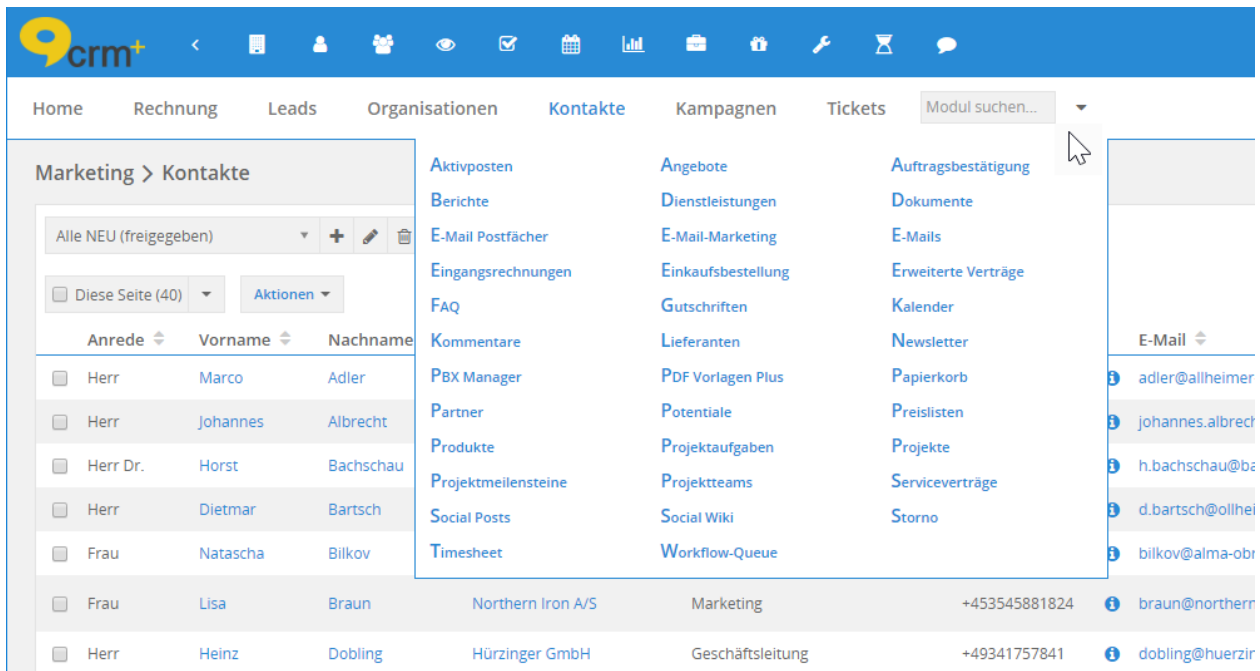 9crm+
Home Rechnung Leads Organisationen Kontakte Kampagnen Tickets Modul suchen...
Marketing > Kontakte
Alle NEU (freigegeben)
Diese Seite (40) Aktionen
Aktivposten Angebote Auftragsbestätigung
Berichte Dienstleistungen Dokumente
E-Mail Postfächer E-Mail-Marketing E-Mails
Eingangsrechnungen Einkaufsbestellung Erweiterte Verträge
FAQ Gutschriften Kalender
Kommentare Lieferanten Newsletter
PBX Manager PDF Vorlagen Plus Papierkorb
Partner Potentiale Preislisten
Produkte Projektaufgaben Projekte
Projektmeilensteine Projektteams Serviceverträge
Social Posts Social Wiki Storno
Timesheet Workflow-Queue
Anrede Vorname Nachname E-Mail
Herr Marco Adler adler@allheimer
Herr Johannes Albrecht johannes.albrech
Herr Dr. Horst Bachschau h.bachschau@ba
Herr Dietmar Bartsch d.bartsch@ollhei
Frau Natascha Bilkov bilkov@alma-obr
Frau Lisa Braun Northern Iron A/S Marketing +453545881824 braun@northern
Herr Heinz Dobling Hürzinger GmbH Geschäftsleitung +49341757841 dobling@huerzin